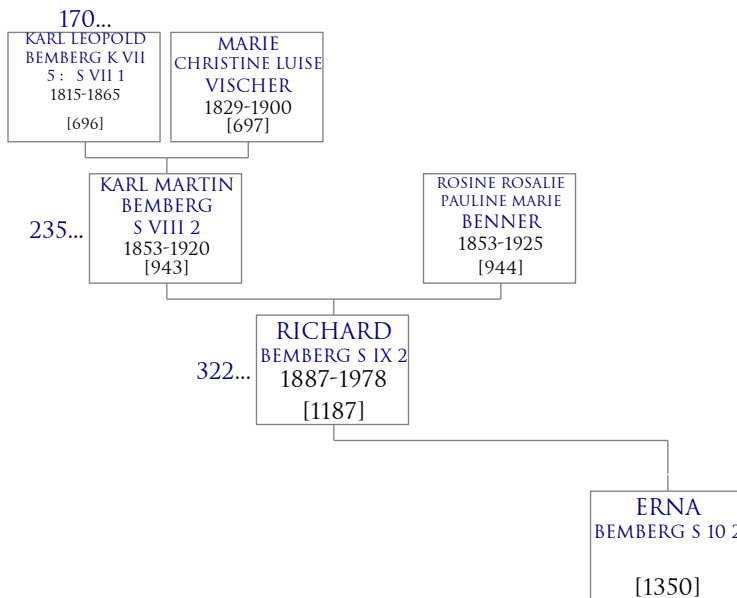 170...
KARL LEOPOLD
BEMBERG K VII
5 : S VII 1
1815-1865
[696]
MARIE
CHRISTINE LUISE
VISCHER
1829-1900
[697]
235...
KARL MARTIN
BEMBERG
S VIII 2
1853-1920
[943]
ROSINE ROSALIE
PAULINE MARIE
BENNER
1853-1925
[944]
322...
RICHARD
BEMBERG S IX 2
1887-1978
[1187]
ERNA
BEMBERG S 10 2
[1350]